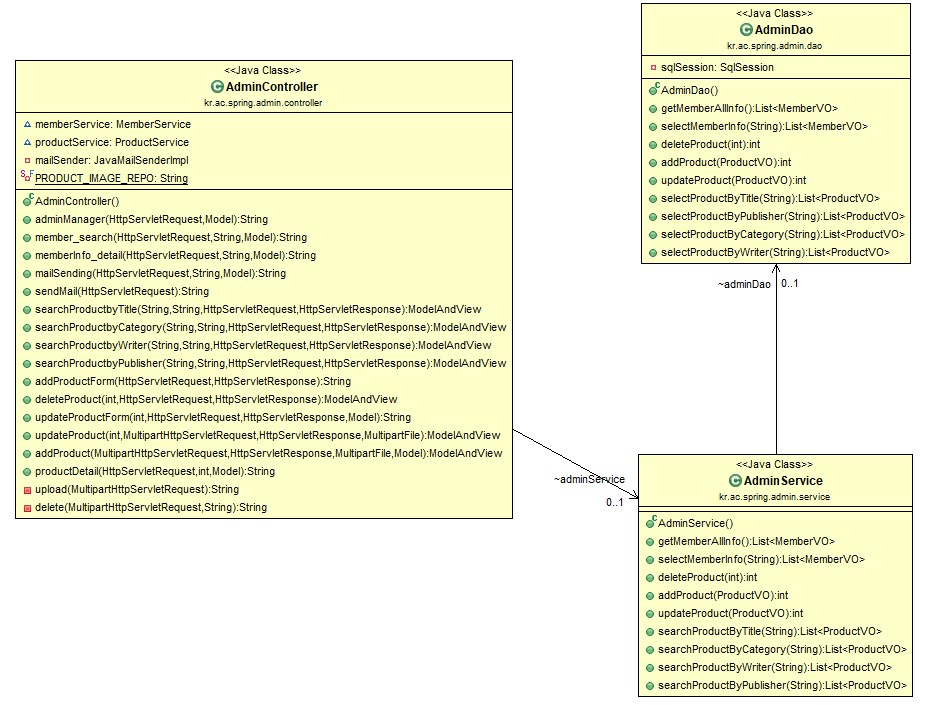 <<Java Class>>
AdminController
kr.ac.spring.admin.controller
memberService: MemberService
productService: ProductService
mailSender: JavaMailSenderImpl
PRODUCT_IMAGE_REPO: String
AdminController()
adminManager(HttpServletRequest,Model):String
member_search(HttpServletRequest,String,Model):String
memberInfo_detail(HttpServletRequest,String,Model):String
mailSending(HttpServletRequest,String,Model):String
sendMail(HttpServletRequest):String
searchProductbyTitle(String,String,HttpServletRequest,HttpServletResponse):ModelAndView
searchProductbyCategory(String,String,HttpServletRequest,HttpServletResponse):ModelAndView
searchProductbyWriter(String,String,HttpServletRequest,HttpServletResponse):ModelAndView
searchProductbyPublisher(String,String,HttpServletRequest,HttpServletResponse):ModelAndView
addProductForm(HttpServletRequest,HttpServletResponse):String
deleteProduct(int,HttpServletRequest,HttpServletResponse):ModelAndView
updateProductForm(int,HttpServletRequest,HttpServletResponse,Model):String
updateProduct(int,MultipartHttpServletRequest,HttpServletResponse,MultipartFile):ModelAndView
addProduct(MultipartHttpServletRequest,HttpServletResponse,MultipartFile,Model):ModelAndView
productDetail(HttpServletRequest,int,Model):String
upload(MultipartHttpServletRequest):String
delete(MultipartHttpServletRequest,String):String
<<Java Class>>
AdminDao
kr.ac.spring.admin.dao
sqlSession: SqlSession
AdminDao()
getMemberAllInfo():List<MemberVO>
selectMemberInfo(String):List<MemberVO>
deleteProduct(int):int
addProduct(ProductVO):int
updateProduct(ProductVO):int
selectProductByTitle(String):List<ProductVO>
selectProductByPublisher(String):List<ProductVO>
selectProductByCategory(String):List<ProductVO>
selectProductByWriter(String):List<ProductVO>
~adminDao 0..1
~adminService
0..1
<<Java Class>>
AdminService
kr.ac.spring.admin.service
AdminService()
getMemberAllInfo():List<MemberVO>
selectMemberInfo(String):List<MemberVO>
deleteProduct(int):int
addProduct(ProductVO):int
updateProduct(ProductVO):int
searchProductByTitle(String):List<ProductVO>
searchProductByCategory(String):List<ProductVO>
searchProductByWriter(String):List<ProductVO>
searchProductByPublisher(String):List<ProductVO>